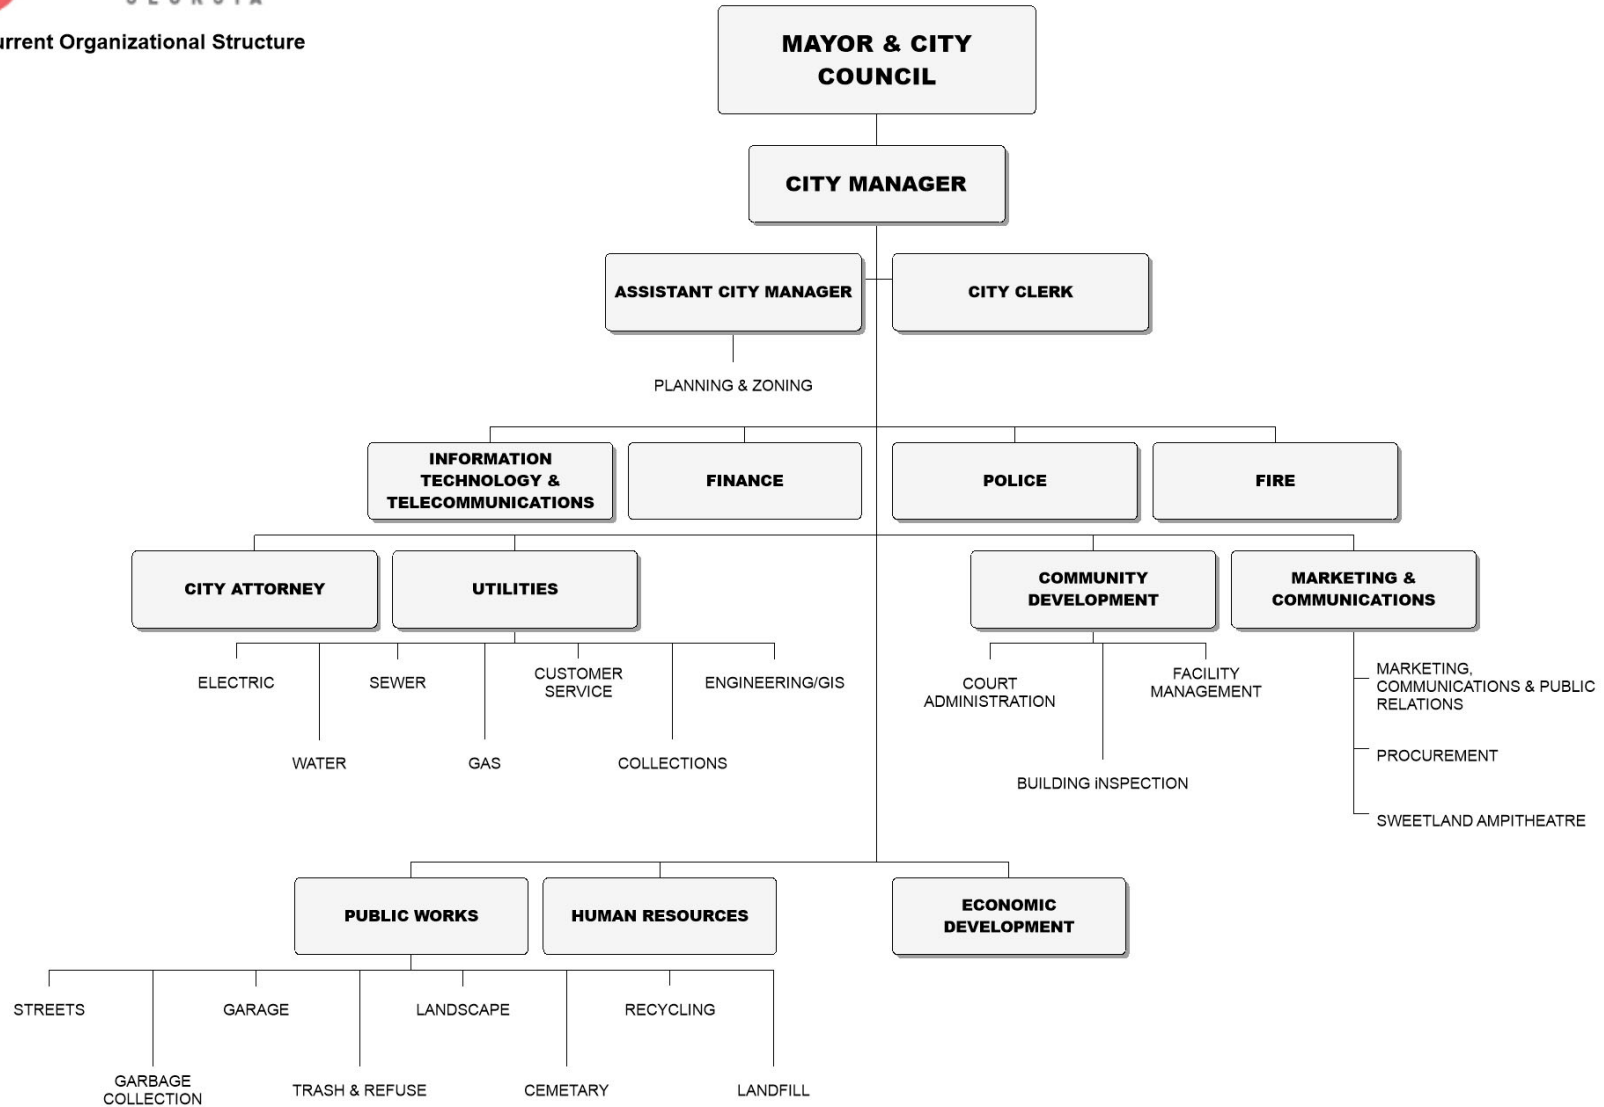 GEORGIA
urrent Organizational Structure
MAYOR & CITY
COUNCIL
CITY MANAGER
ASSISTANT CITY MANAGER
CITY CLERK
PLANNING & ZONING
INFORMATION
TECHNOLOGY &
TELECOMMUNICATIONS
FINANCE
POLICE
FIRE
CITY ATTORNEY
UTILITIES
COMMUNITY
DEVELOPMENT
MARKETING &
COMMUNICATIONS
ELECTRIC
SEWER
CUSTOMER
SERVICE
ENGINEERING/GIS
WATER
GAS
COLLECTIONS
COURT
ADMINISTRATION
FACILITY
MANAGEMENT
BUILDING iNSPECTION
MARKETING,
COMMUNICATIONS & PUBLIC
RELATIONS
PROCUREMENT
SWEETLAND AMPITHEATRE
PUBLIC WORKS
HUMAN RESOURCES
ECONOMIC
DEVELOPMENT
STREETS
GARAGE
LANDSCAPE
RECYCLING
GARBAGE
COLLECTION
TRASH & REFUSE
CEMETARY
LANDFILL